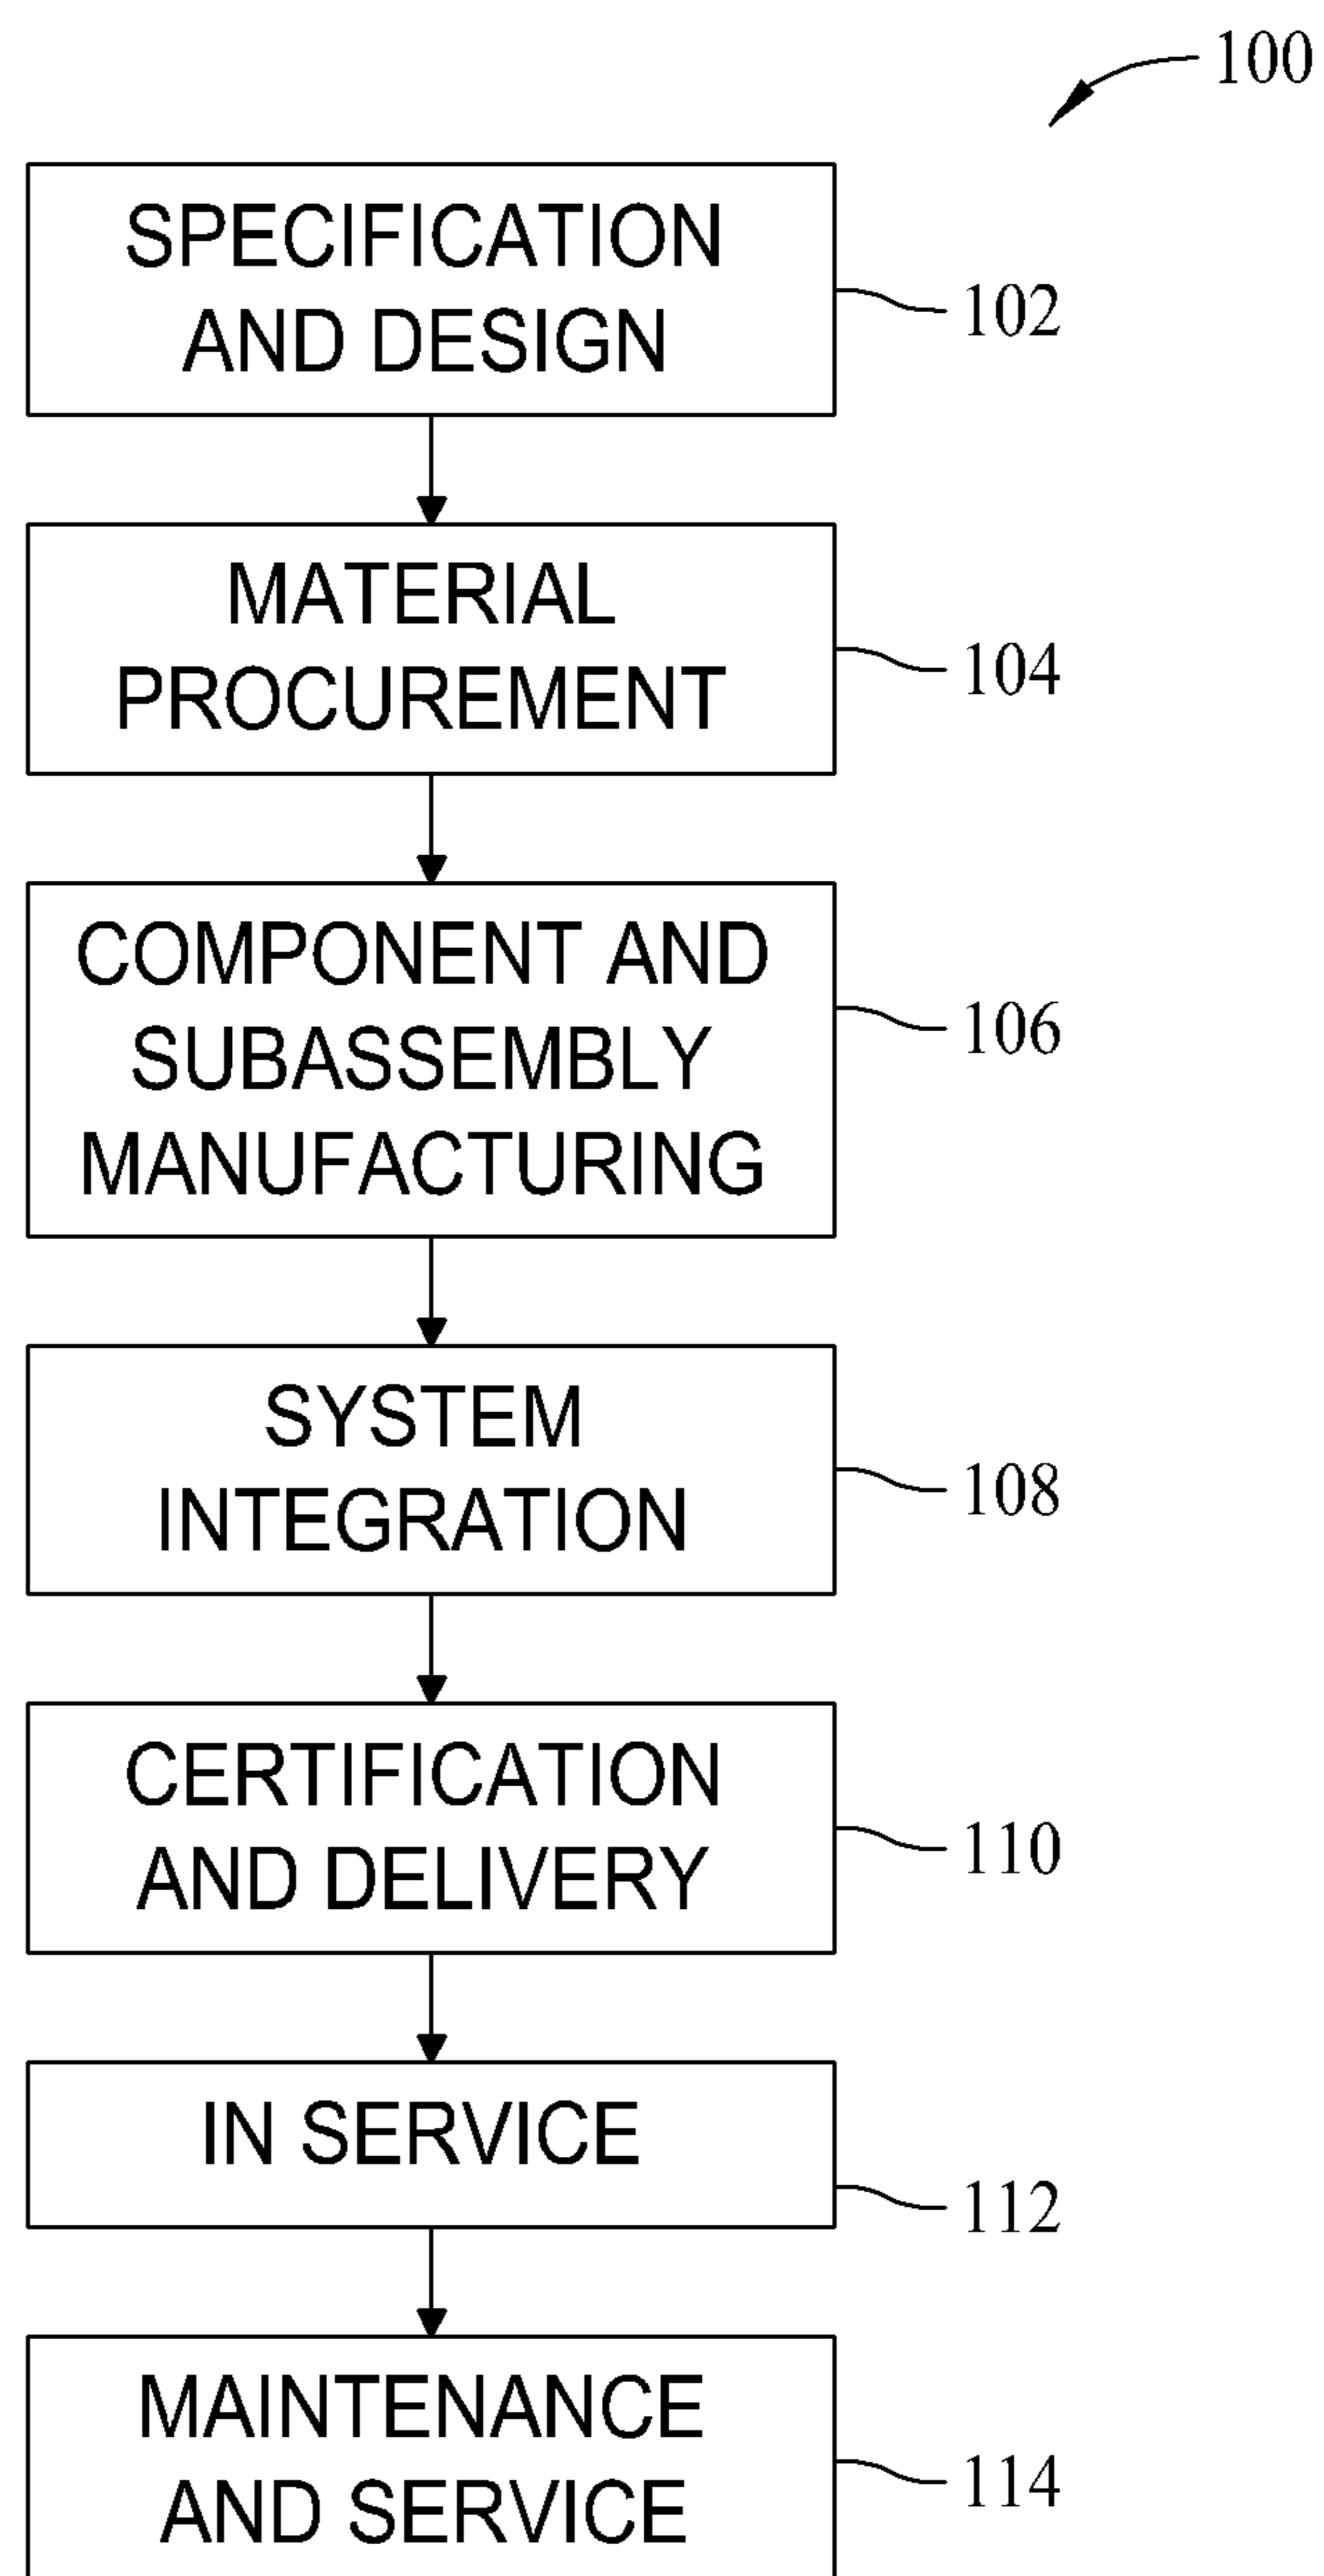 100
SPECIFICATION
AND DESIGN
102
MATERIAL
PROCUREMENT
104
COMPONENT AND
SUBASSEMBLY
MANUFACTURING
106
SYSTEM
INTEGRATION
108
CERTIFICATION
AND DELIVERY
110
IN SERVICE
112
MAINTENANCE
AND SERVICE
114